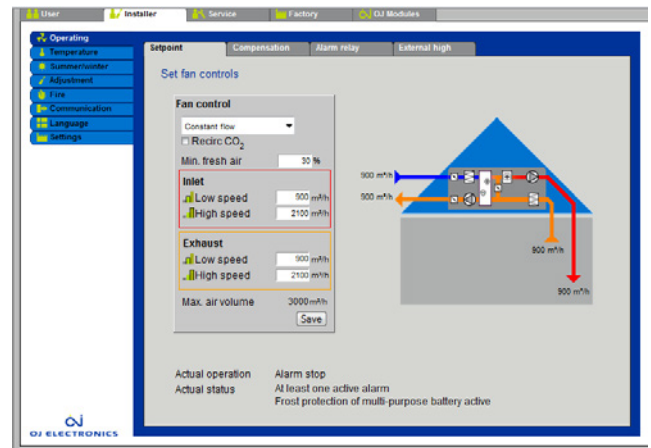 User Installer Service Factory OJ Modules
Operating
Temperature
Summer/winter
Adjustment
Fire
Communication
Language
Settings
Setpoint Compensation Alarm relay External high
Set fan controls
Fan control
Constant flow
Recirc CO2
Min. fresh air 30 %
Inlet
Low speed 900 m³/h
High speed 2100 m³/h
Exhaust
Low speed 900 m³/h
High speed 2100 m³/h
Max. air volume 3000 m³/h
Save
900 m³/h
900 m³/h
900 m³/h
900 m³/h
Actual operation Alarm stop
Actual status At least one active alarm
Frost protection of multi-purpose battery active
OJ ELECTRONICS